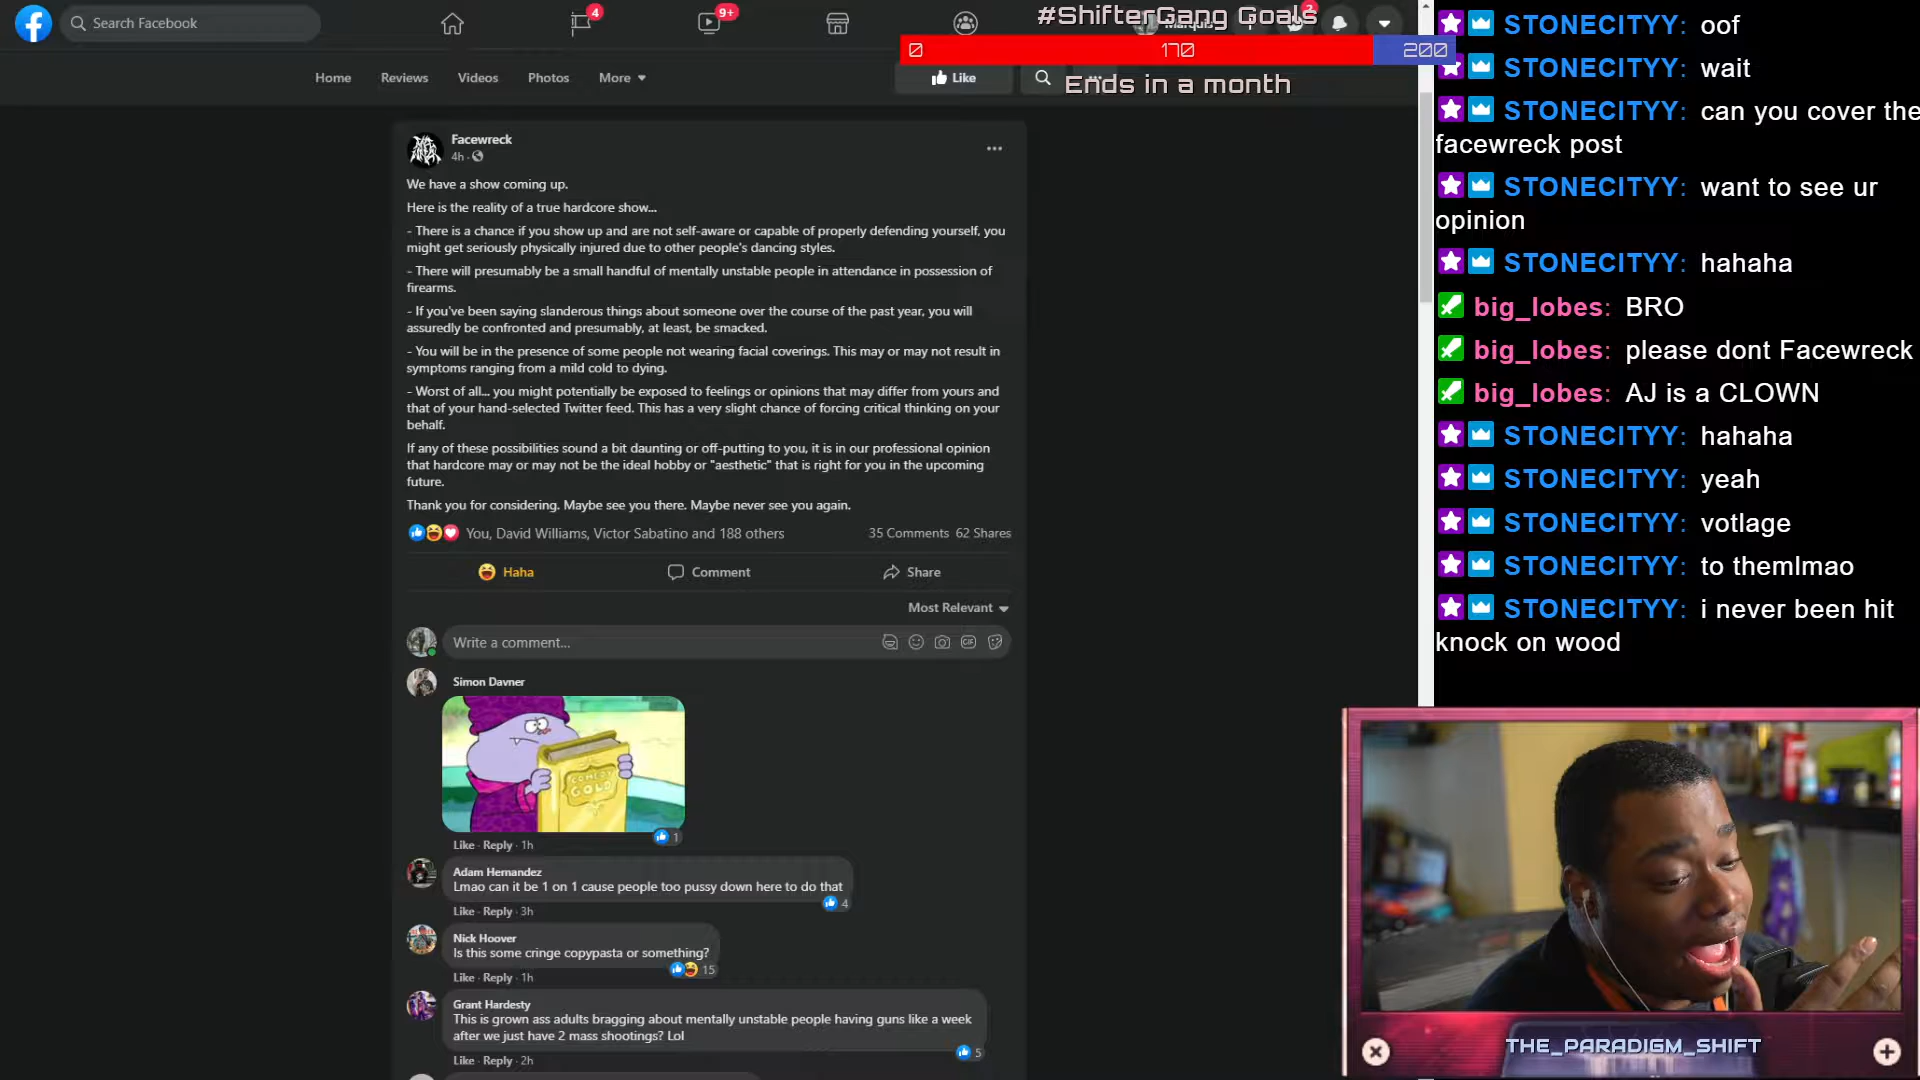 Search Facebook
4
9+
2
#ShifterGang Goals
0
170
200
Ends in a month
Home
Reviews
Videos
Photos
More
Like
Facewreck
4h ·
We have a show coming up.
Here is the reality of a true hardcore show...
- There is a chance if you show up and are not self-aware or capable of properly defending yourself, you
might get seriously physically injured due to other people's dancing styles.
- There will presumably be a small handful of mentally unstable people in attendance in possession of
firearms.
- If you've been saying slanderous things about someone over the course of the past year, you will
assuredly be confronted and presumably, at least, be smacked.
- You will be in the presence of some people not wearing facial coverings. This may or may not result in
symptoms ranging from a mild cold to dying.
- Worst of all... you might potentially be exposed to feelings or opinions that may differ from yours and
that of your hand-selected Twitter feed. This has a very slight chance of forcing critical thinking on your
behalf.
If any of these possibilities sound a bit daunting or off-putting to you, it is in our professional opinion
that hardcore may or may not be the ideal hobby or "aesthetic" that is right for you in the upcoming
future.
Thank you for considering. Maybe see you there. Maybe never see you again.
You, David Williams, Victor Sabatino and 188 others
35 Comments 62 Shares
Haha
Comment
Share
Most Relevant
Write a comment...
GIF
Simon Davner
COMEDY
GOLD
1
Like · Reply · 1h
Adam Hernandez
Lmao can it be 1 on 1 cause people too pussy down here to do that
4
Like · Reply · 3h
Nick Hoover
Is this some cringe copypasta or something?
15
Like · Reply · 1h
Grant Hardesty
This is grown ass adults bragging about mentally unstable people having guns like a week
after we just have 2 mass shootings? Lol
5
Like · Reply · 2h
STONECITYY: oof
STONECITYY: wait
STONECITYY: can you cover the
facewreck post
STONECITYY: want to see ur
opinion
STONECITYY: hahaha
big_lobes: BRO
big_lobes: please dont Facewreck
big_lobes: AJ is a CLOWN
STONECITYY: hahaha
STONECITYY: yeah
STONECITYY: votlage
STONECITYY: to themlmao
STONECITYY: i never been hit
knock on wood
THE_PARADIGM_SHIFT